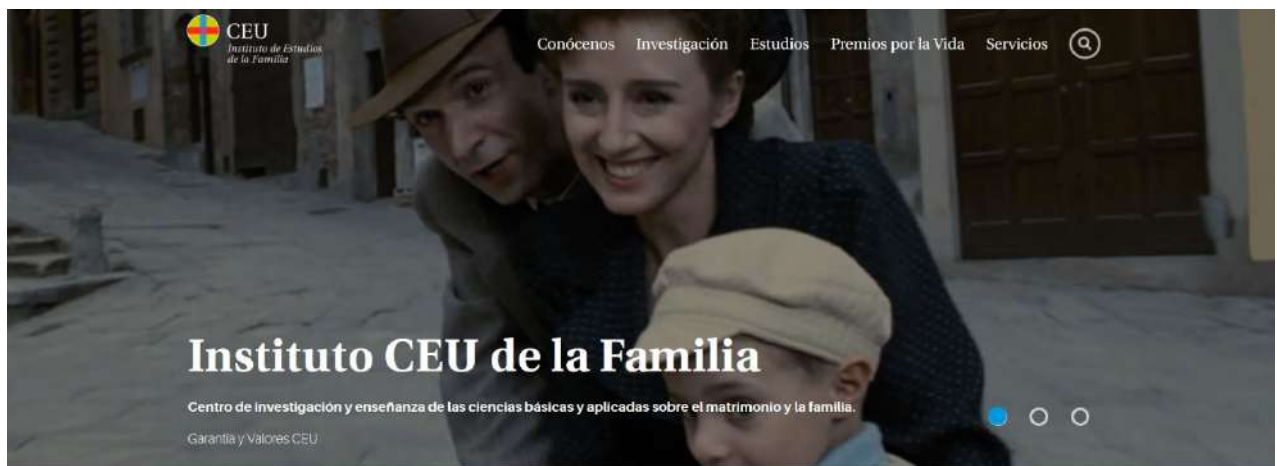 CEU
Instituto de Estudios
de la Familia
Conócenos Investigación Estudios Premios por la Vida Servicios
Instituto CEU de la Familia
Centro de investigación y enseñanza de las ciencias básicas y aplicadas sobre el matrimonio y la familia.
Garantía y Valores CEU